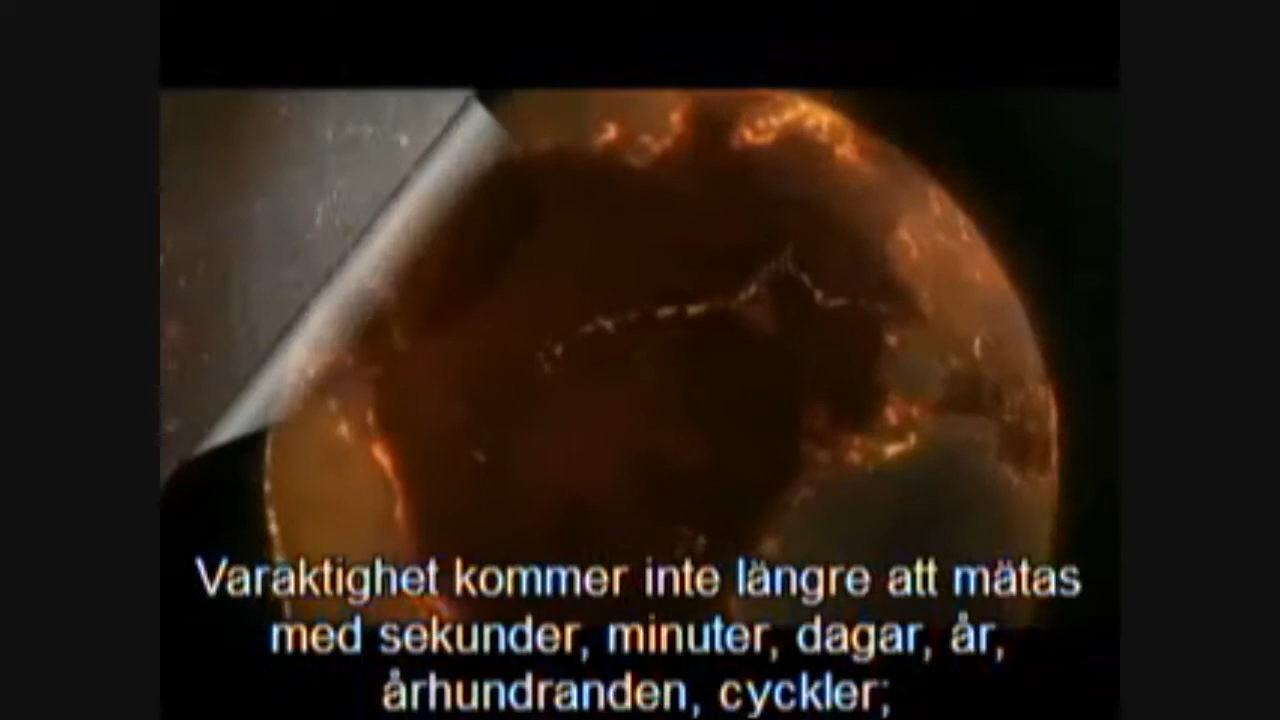 Varaktighet kommer inte längre att mätas
med sekunder, minuter, dagar, år,
århundranden, cyckler;